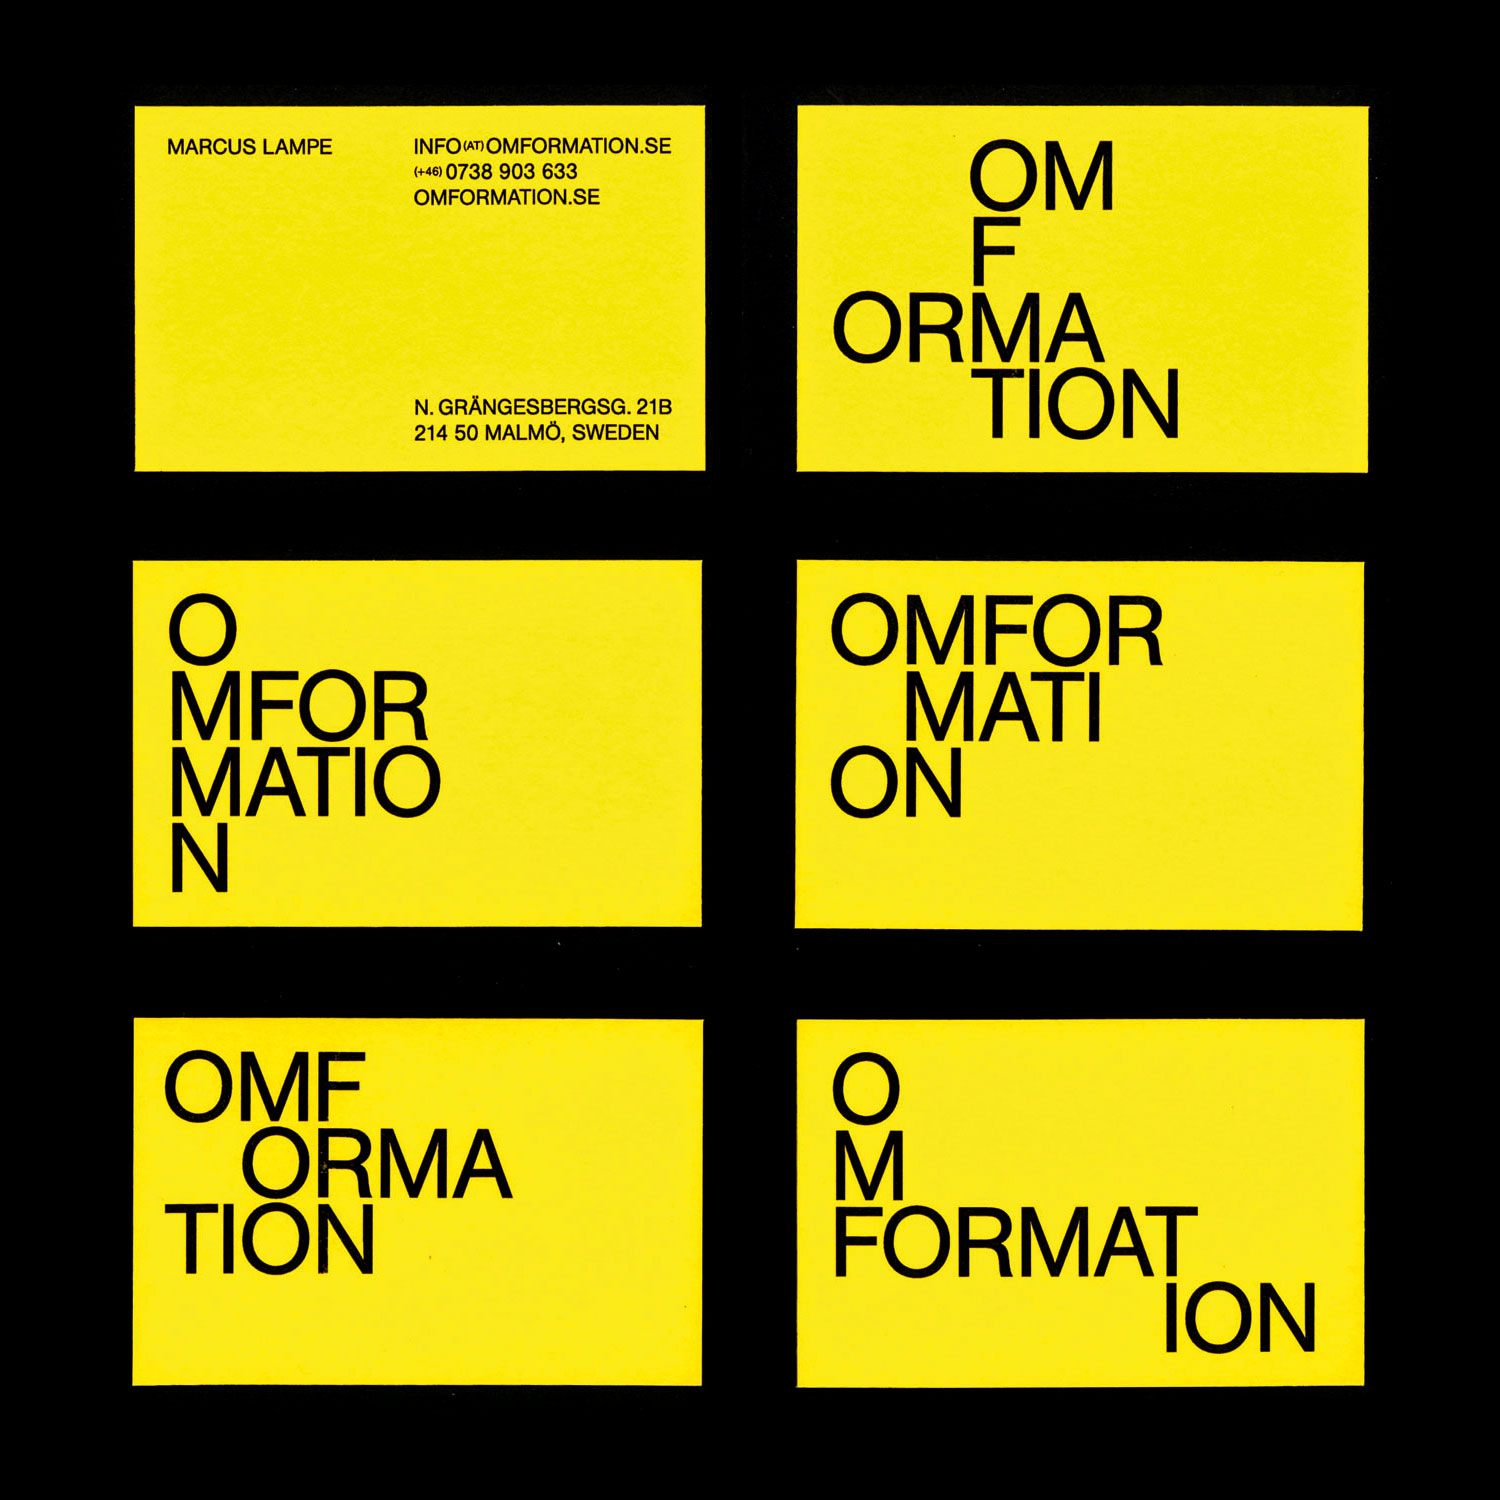 MARCUS LAMPE
INFO(AT)OMFORMATION.SE
(+46) 0738 903 633
OMFORMATION.SE
N. GRÄNGESBERGSG. 21B
214 50 MALMÖ, SWEDEN
OM
F
ORMA
TION
O
MFOR
MATIO
N
OMFOR
MATI
ON
OMF
ORMA
TION
O
M
FORMAT
ION